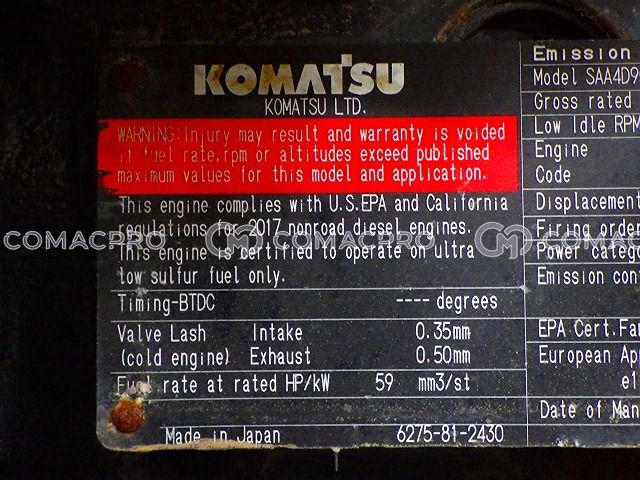 KOMATSU
KOMATSU LTD.
WARNING:Injury may result and warranty is voided
if fuel rate,rpm or altitudes exceed published
maximum values for this model and application.
This engine complies with U.S.EPA and California
regulations for 2017 nonroad diesel engines.
This engine is certified to operate on ultra
low sulfur fuel only.
Timing-BTDC ---- degrees
Valve Lash Intake 0.35mm
(cold engine) Exhaust 0.50mm
Fuel rate at rated HP/kW 59 mm3/st
Made in Japan 6275-81-2430
Emission
Model SAA4D9
Gross rated
Low Idle RPM
Engine
Code
Displacement
Firing order
Power catego
Emission cont
EPA Cert.Fam
European App
e1
Date of Man
COMACPRO COMACPRO COMACPRO